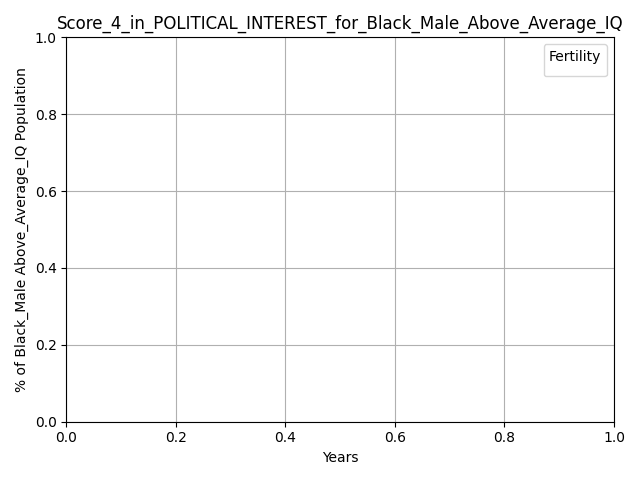 Score_4_in_POLITICAL_INTEREST_for_Black_Male_Above_Average_IQ
Fertility
% of Black_Male Above_Average_IQ Population
1.0
0.8
0.6
0.4
0.2
0.0
0.0 0.2 0.4 0.6 0.8 1.0
Years